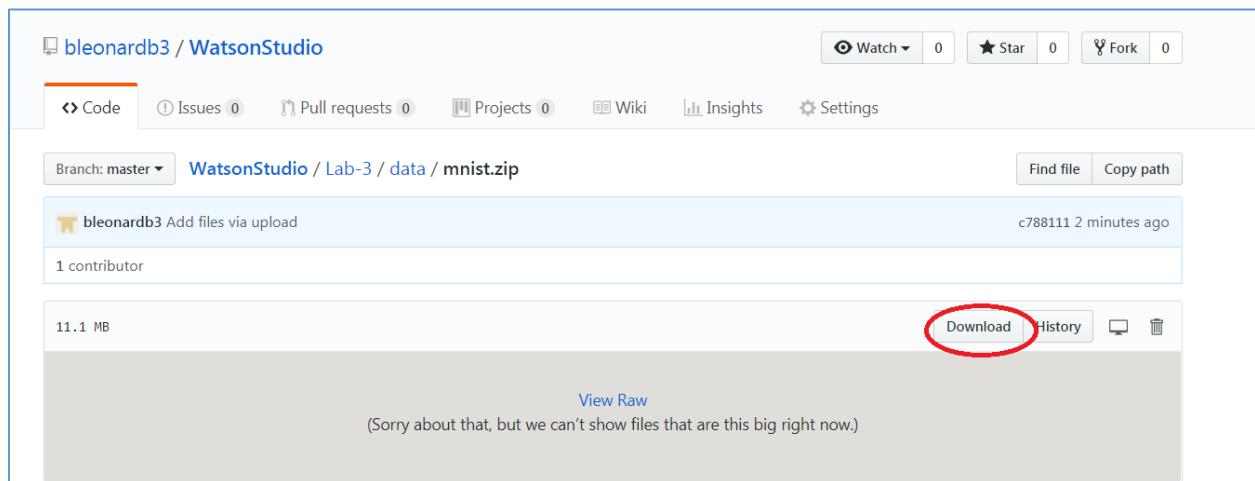 bleonardb3 / WatsonStudio
Watch 0 Star 0 Fork 0
Code Issues 0 Pull requests 0 Projects 0 Wiki Insights Settings
Branch: master WatsonStudio / Lab-3 / data / mnist.zip Find file Copy path
bleonardb3 Add files via upload c788111 2 minutes ago
1 contributor
11.1 MB Download History
View Raw
(Sorry about that, but we can't show files that are this big right now.)